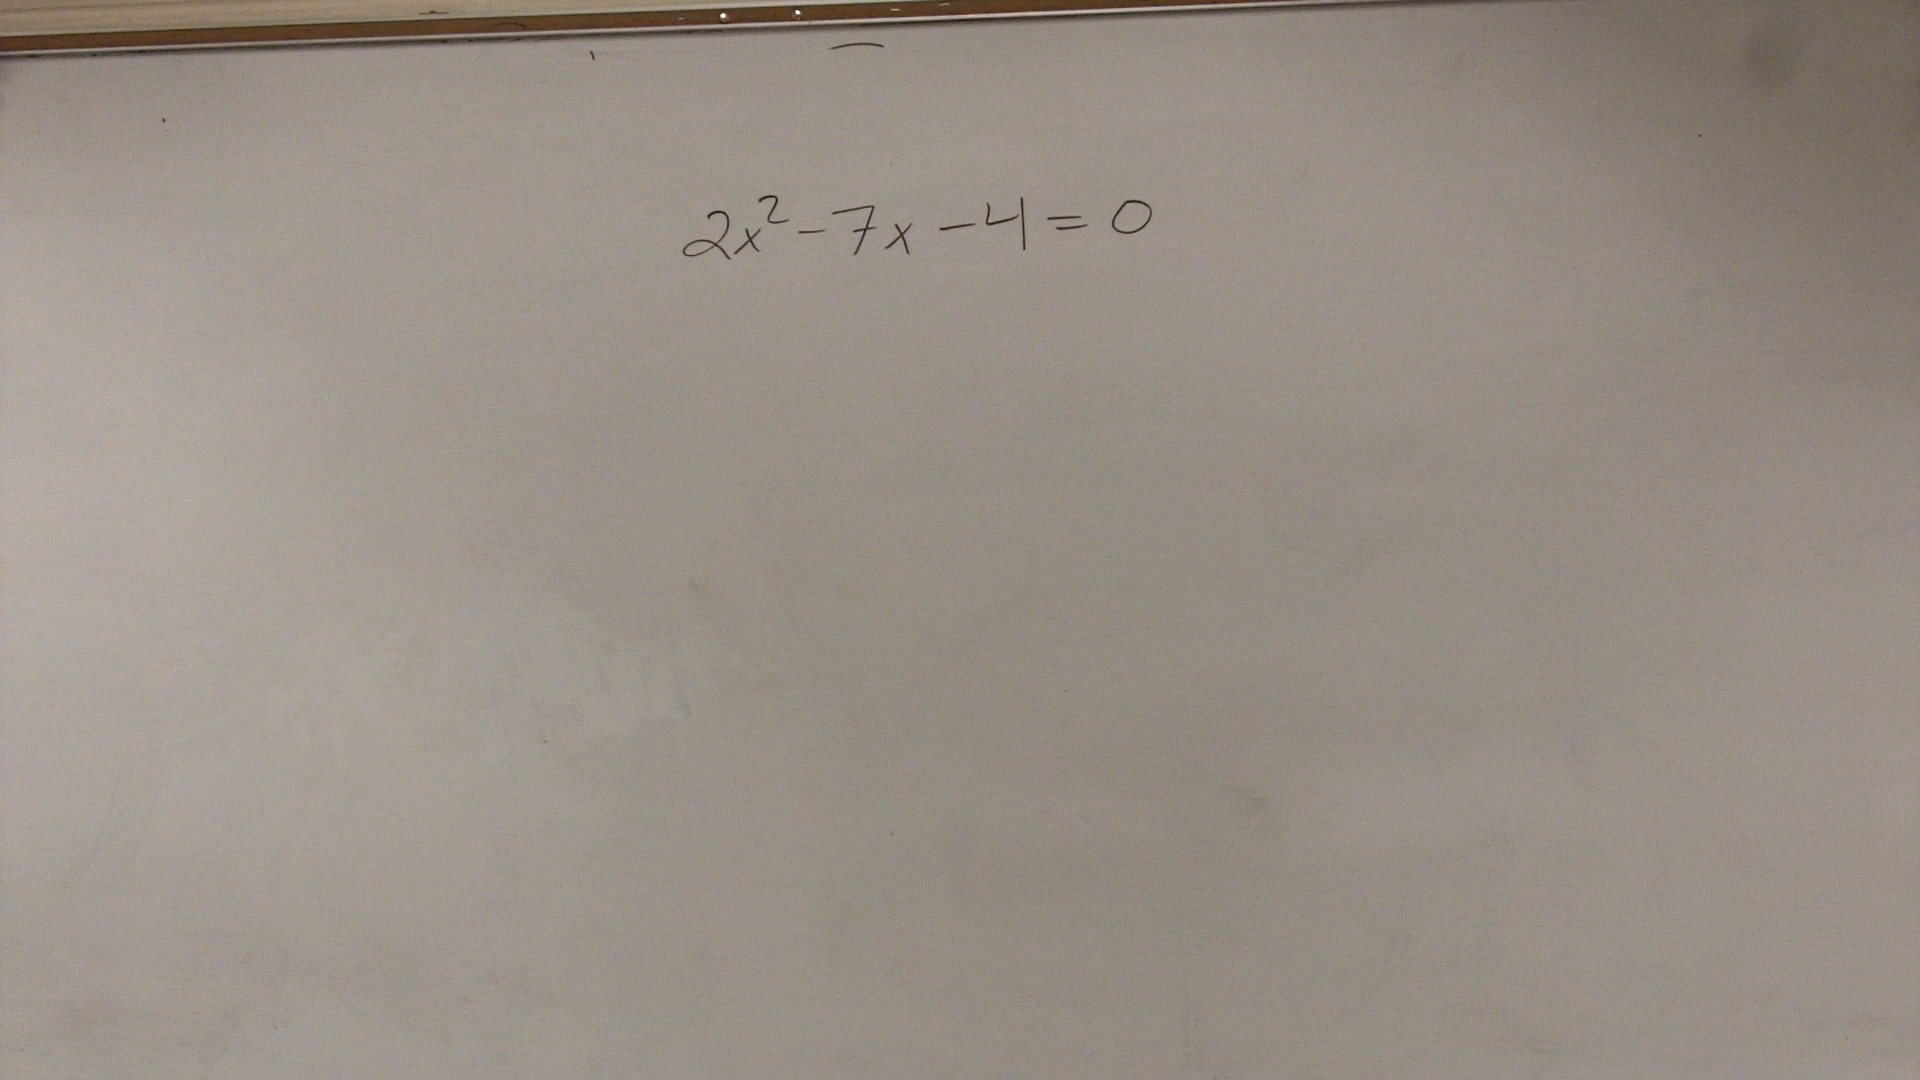 2x² - 7x - 4 = 0